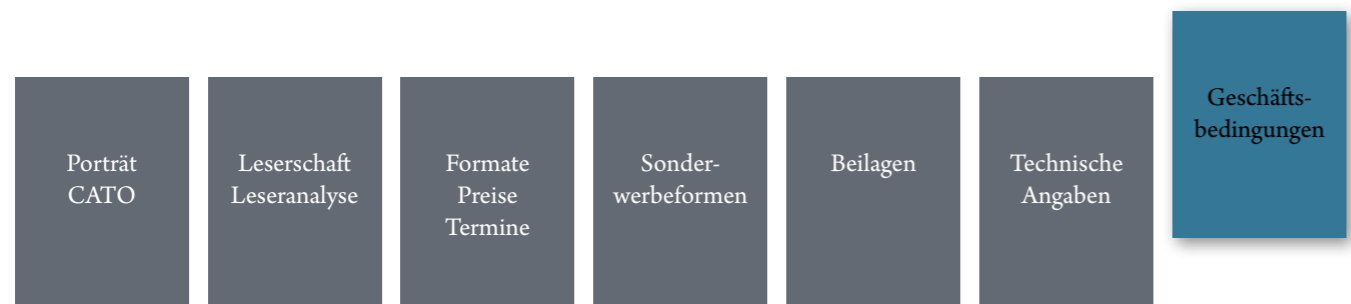 Porträt
CATO
Leserschaft
Leseranalyse
Formate
Preise
Termine
Sonder-
werbeformen
Beilagen
Technische
Angaben
Geschäfts-
bedingungen